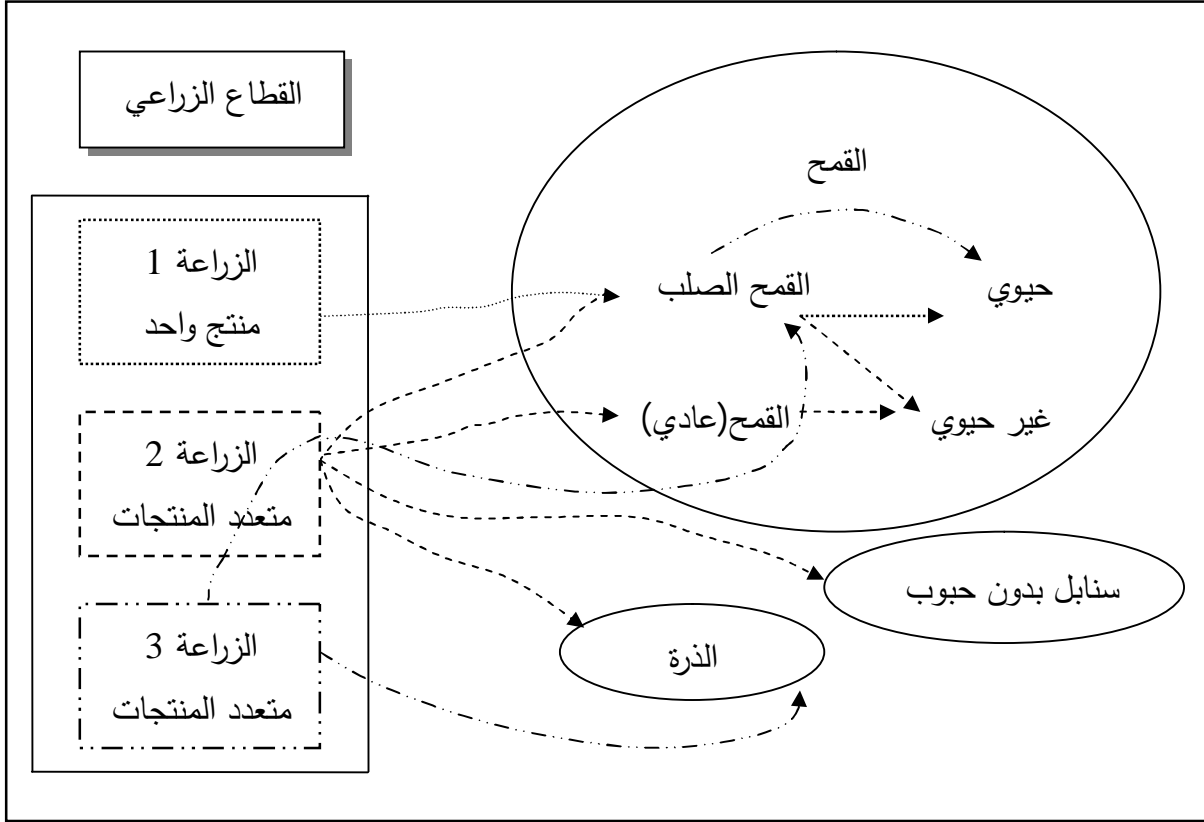 القطاع الزراعي
القمح
الزراعة 1
منتج واحد
القمح الصلب
حيوي
القمح(عادي)
غير حيوي
الزراعة 2
متعدد المنتجات
سنابل بدون حبوب
الزراعة 3
متعدد المنتجات
الذرة